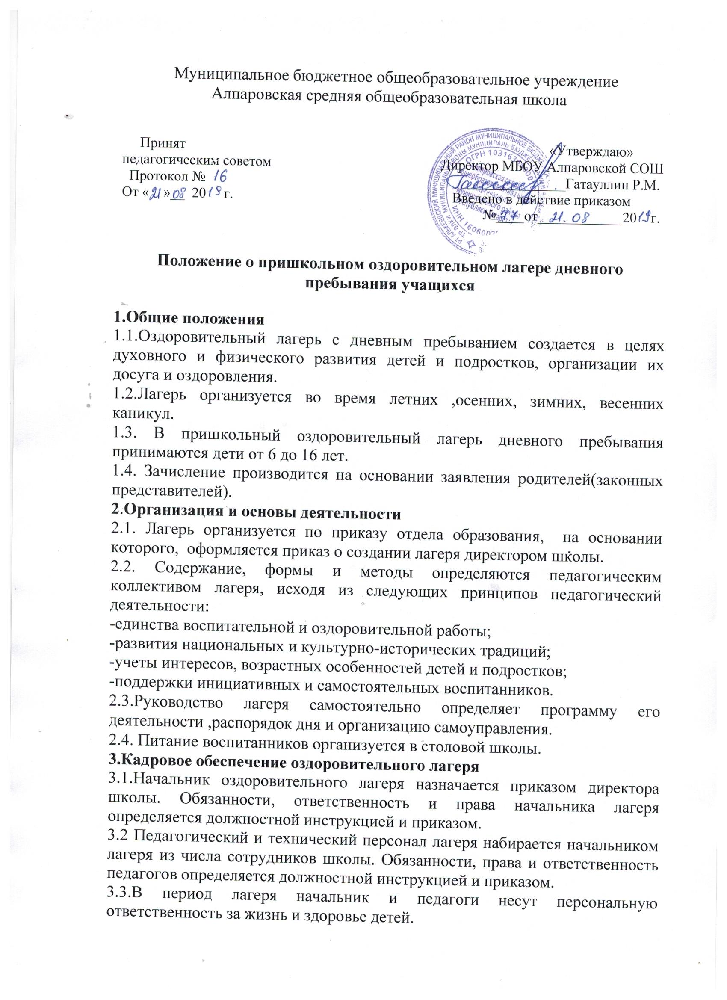 Муниципальное бюджетное общеобразовательное учреждение
Алпаровская средняя общеобразовательная школа
Принят
педагогическим советом
Протокол № 16
От «21»08 2019 г.
«Утверждаю»
Директор МБОУ Алпаровской СОШ
Гатауллин Р.М.
Введено в действие приказом
№ 77 от 21.08 2019г.
Положение о пришкольном оздоровительном лагере дневного
пребывания учащихся
1.Общие положения
1.1.Оздоровительный лагерь с дневным пребыванием создается в целях
духовного и физического развития детей и подростков, организации их
досуга и оздоровления.
1.2.Лагерь организуется во время летних ,осенних, зимних, весенних
каникул.
1.3. В пришкольный оздоровительный лагерь дневного пребывания
принимаются дети от 6 до 16 лет.
1.4. Зачисление производится на основании заявления родителей(законных
представителей).
2.Организация и основы деятельности
2.1. Лагерь организуется по приказу отдела образования, на основании
которого, оформляется приказ о создании лагеря директором школы.
2.2. Содержание, формы и методы определяются педагогическим
коллективом лагеря, исходя из следующих принципов педагогический
деятельности:
-единства воспитательной и оздоровительной работы;
-развития национальных и культурно-исторических традиций;
-учеты интересов, возрастных особенностей детей и подростков;
-поддержки инициативных и самостоятельных воспитанников.
2.3.Руководство лагеря самостоятельно определяет программу его
деятельности ,распорядок дня и организацию самоуправления.
2.4. Питание воспитанников организуется в столовой школы.
3.Кадровое обеспечение оздоровительного лагеря
3.1.Начальник оздоровительного лагеря назначается приказом директора
школы. Обязанности, ответственность и права начальника лагеря
определяется должностной инструкцией и приказом.
3.2 Педагогический и технический персонал лагеря набирается начальником
лагеря из числа сотрудников школы. Обязанности, права и ответственность
педагогов определяется должностной инструкцией и приказом.
3.3.В период лагеря начальник и педагоги несут персональную
ответственность за жизнь и здоровье детей.